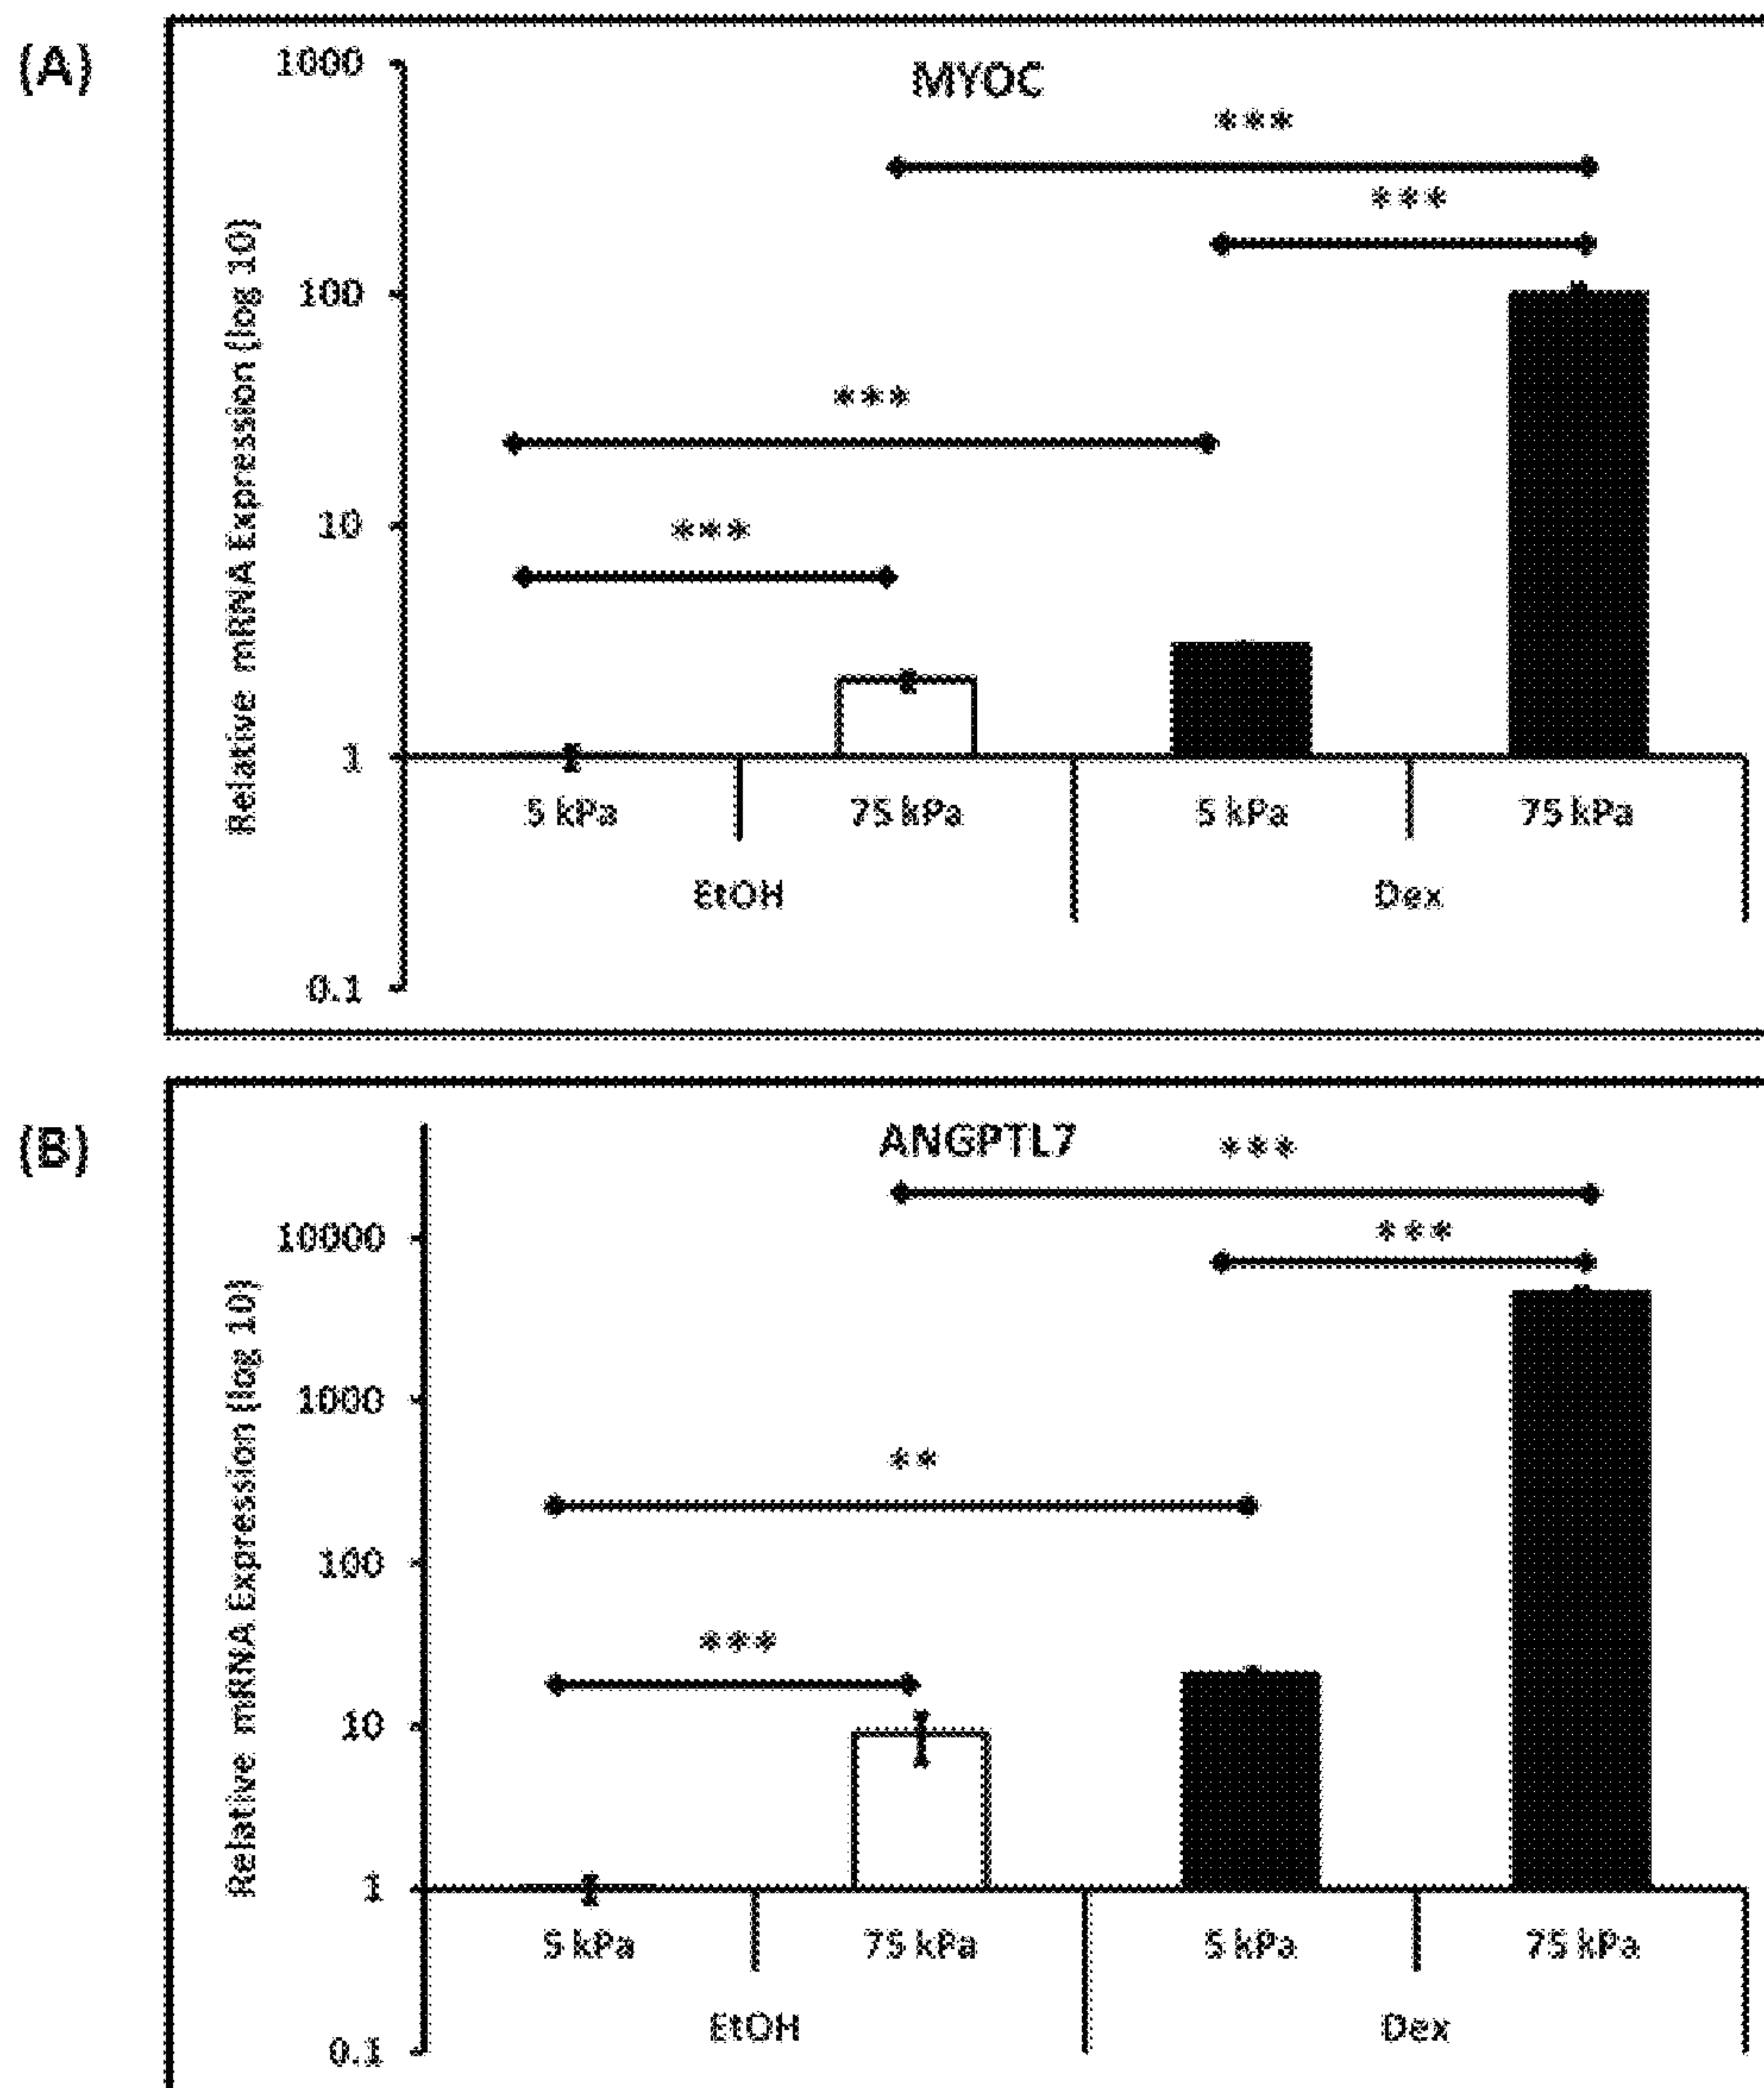 (A)
1000
MYOC
***
***
100
***
10
***
1
5 kPa 75 kPa 5 kPa 75 kPa
EtOH Dex
0.1
Relative mRNA Expression (log 10)
(B)
ANGPTL7
***
10000
***
1000
**
100
***
10
1
5 kPa 75 kPa 5 kPa 75 kPa
EtOH Dex
0.1
Relative mRNA Expression (log 10)